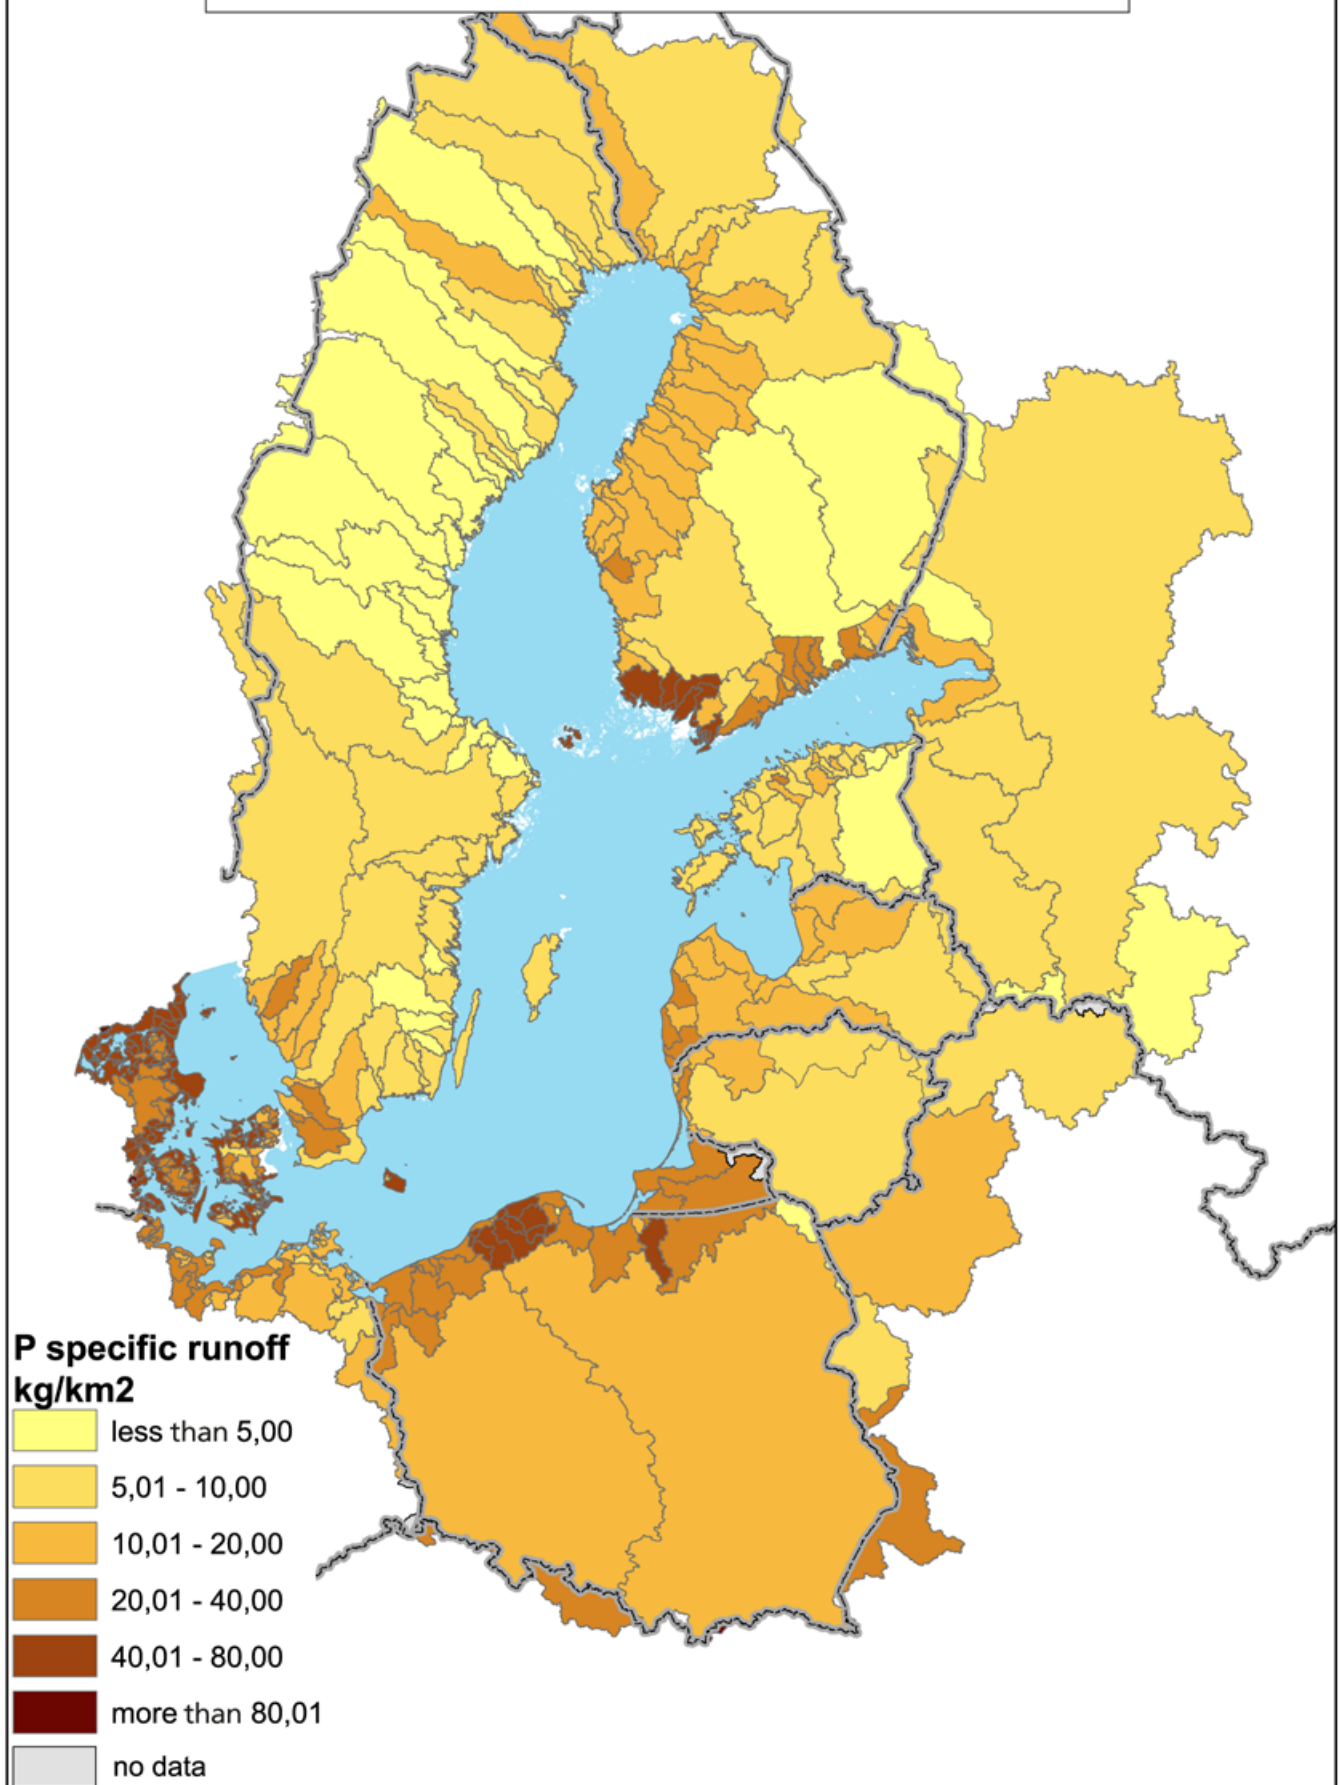 P specific runoff
kg/km2
less than 5,00
5,01 - 10,00
10,01 - 20,00
20,01 - 40,00
40,01 - 80,00
more than 80,01
no data